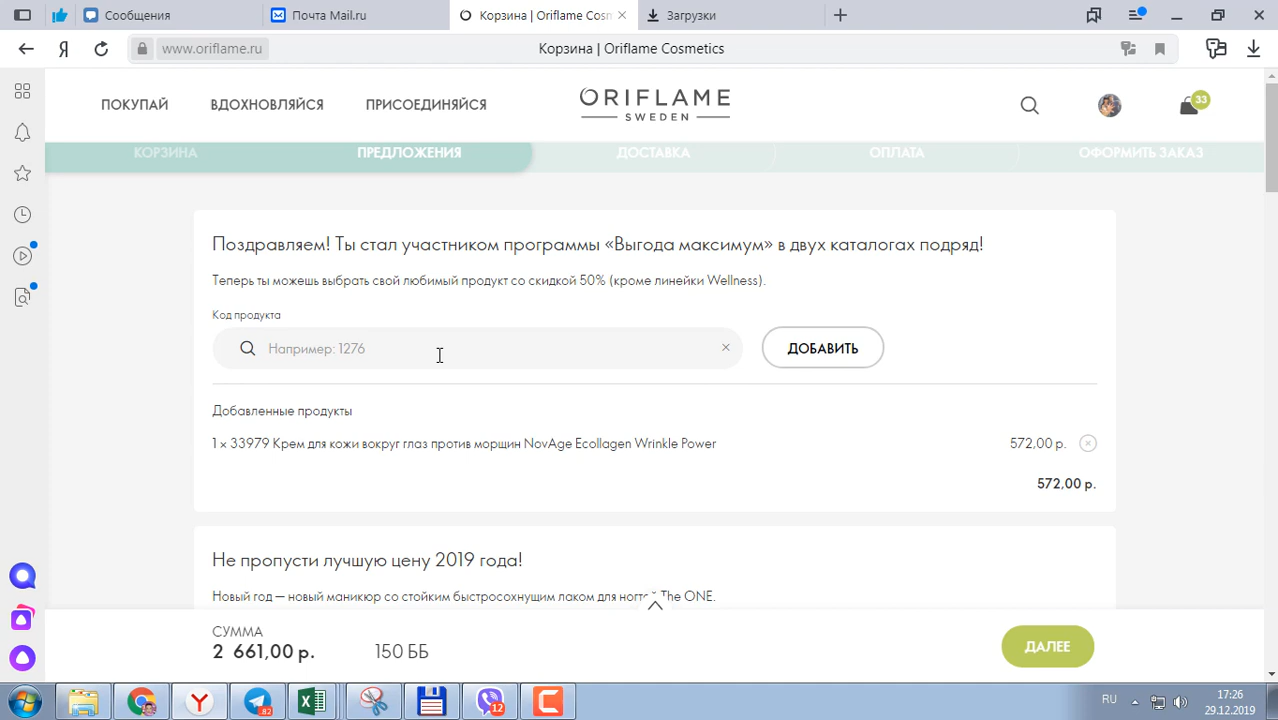 Сообщения
Почта Mail.ru
Корзина | Oriflame Cosm
Загрузки
www.oriflame.ru
Корзина | Oriflame Cosmetics
ПОКУПАЙ
ВДОХНОВЛЯЙСЯ
ПРИСОЕДИНЯЙСЯ
ORIFLAME
SWEDEN
33
КОРЗИНА
ПРЕДЛОЖЕНИЯ
ДОСТАВКА
ОПЛАТА
ОФОРМИТЬ ЗАКАЗ
Поздравляем! Ты стал участником программы «Выгода максимум» в двух каталогах подряд!
Теперь ты можешь выбрать свой любимый продукт со скидкой 50% (кроме линейки Wellness).
Код продукта
Например: 1276
ДОБАВИТЬ
Добавленные продукты
1 x 33979 Крем для кожи вокруг глаз против морщин NovAge Ecollagen Wrinkle Power 572,00 р.
572,00 р.
Не пропусти лучшую цену 2019 года!
Новый год — новый маникюр со стойким быстросохнущим лаком для ногтей The ONE.
СУММА
2 661,00 р.
150 ББ
ДАЛЕЕ
82
12
RU
17:26
29.12.2019